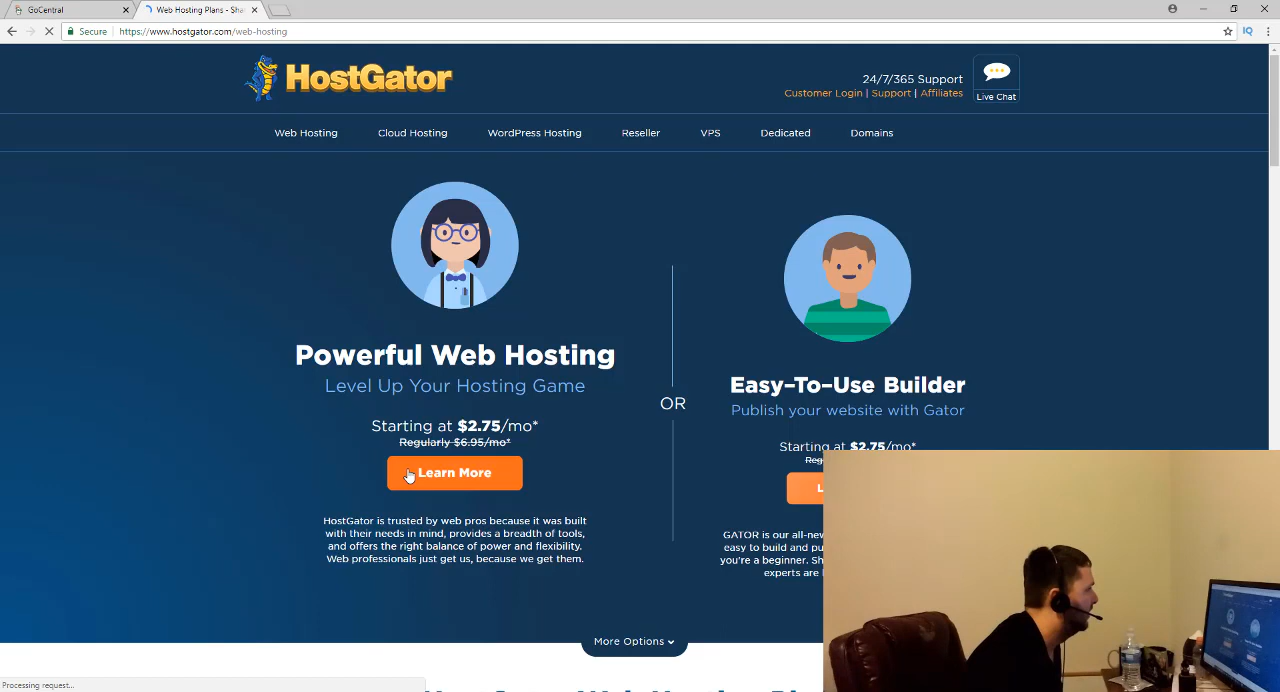 GoCentral
Web Hosting Plans - Sha
Secure
https://www.hostgator.com/web-hosting
HostGator
24/7/365 Support
Customer Login | Support | Affiliates
Live Chat
Web Hosting Cloud Hosting WordPress Hosting Reseller VPS Dedicated Domains
Powerful Web Hosting
Level Up Your Hosting Game
Starting at $2.75/mo*
Regularly $6.95/mo*
Learn More
HostGator is trusted by web pros because it was built
with their needs in mind, provides a breadth of tools,
and offers the right balance of power and flexibility.
Web professionals just get us, because we get them.
OR
Easy-To-Use Builder
Publish your website with Gator
Starting at $2.75/mo*
Reg
L
GATOR is our all-new
easy to build and pu
you're a beginner. Sh
experts are
More Options
Processing request...